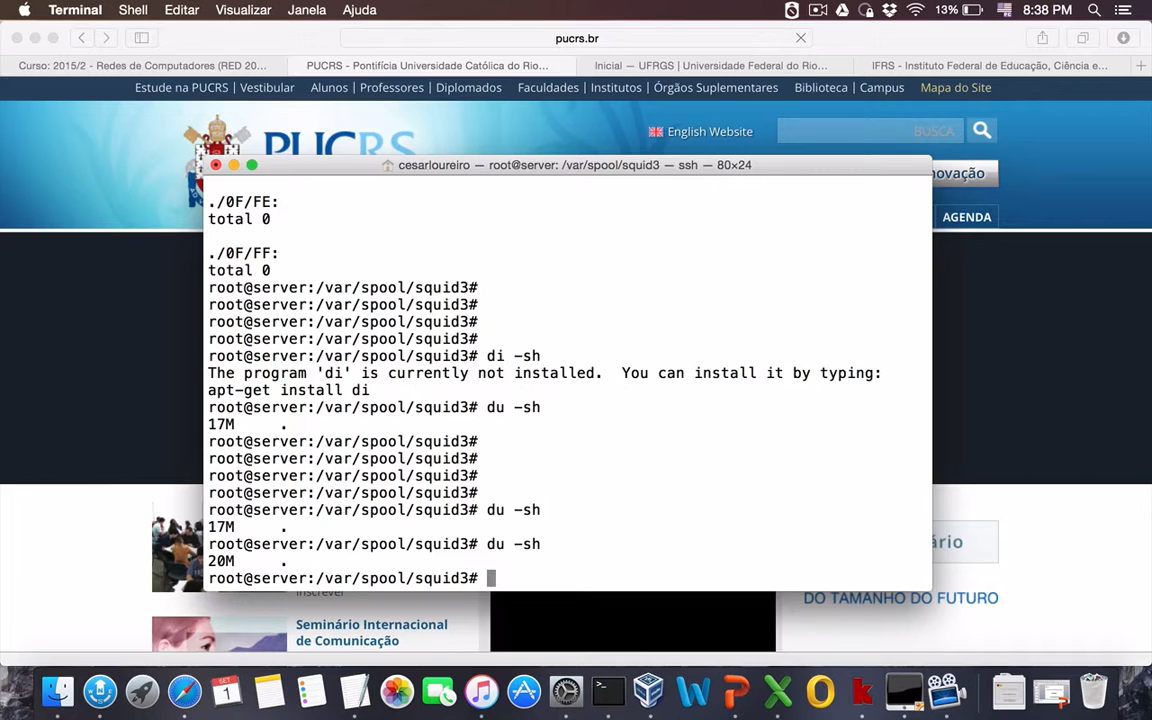 Terminal Shell Editar Visualizar Janela Ajuda 13% 8:38 PM
pucrs.br
Curso: 2015/2 - Redes de Computadores (RED 20... PUCRS - Pontifícia Universidade Católica do Rio... Inicial — UFRGS | Universidade Federal do Rio... IFRS - Instituto Federal de Educação, Ciência e...
Estude na PUCRS | Vestibular Alunos | Professores | Diplomados Faculdades | Institutos | Órgãos Suplementares Biblioteca | Campus Mapa do Site
PUCRS English Website BUSCA
cesarloureiro — root@server: /var/spool/squid3 — ssh — 80×24
novação
AGENDA
./0F/FE:
total 0
./0F/FF:
total 0
root@server:/var/spool/squid3#
root@server:/var/spool/squid3#
root@server:/var/spool/squid3#
root@server:/var/spool/squid3#
root@server:/var/spool/squid3# di -sh
The program 'di' is currently not installed.  You can install it by typing:
apt-get install di
root@server:/var/spool/squid3# du -sh
17M .
root@server:/var/spool/squid3#
root@server:/var/spool/squid3#
root@server:/var/spool/squid3#
root@server:/var/spool/squid3#
root@server:/var/spool/squid3# du -sh
17M .
root@server:/var/spool/squid3# du -sh
20M .
root@server:/var/spool/squid3#
ário
inscrever
DO TAMANHO DO FUTURO
Seminário Internacional
de Comunicação